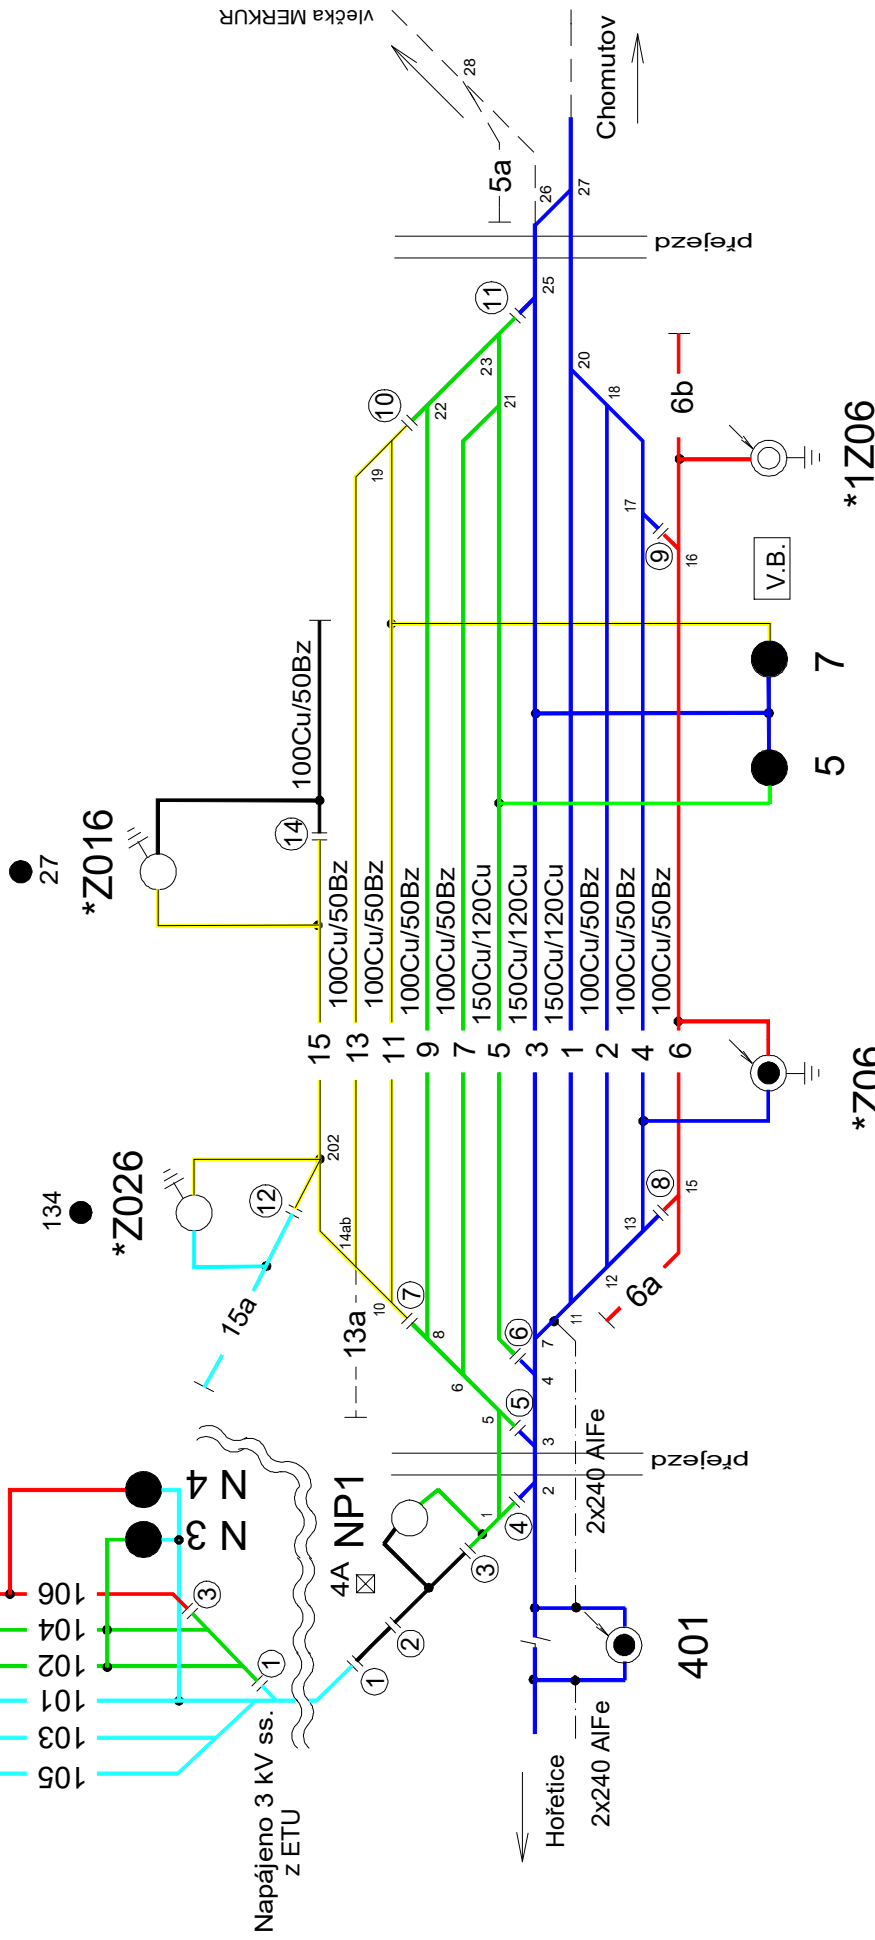 vlečka MERKUR
28
Chomutov
5a
26
27
přejezd
25
11
23
20
10
22
21
18
19
6b
*1Z06
17
9
16
V.B.
100Cu/50Bz
7
5
27
*Z016
14
100Cu/50Bz
100Cu/50Bz
100Cu/50Bz
100Cu/50Bz
150Cu/120Cu
150Cu/120Cu
150Cu/120Cu
100Cu/50Bz
100Cu/50Bz
100Cu/50Bz
15
13
11
9
7
5
3
1
2
4
6
*Z06
134
*Z026
12
202
14ab
15a
13a
10
7
8
6
5
6
5
4
3
7
11
12
13
8
15
6a
přejezd
2x240 AlFe
N 4
N 3
4A
NP1
1
4
2
3
2
1
106
104
102
101
103
105
3
1
Napájeno 3 kV ss.
z ETU
401
Hořetice
2x240 AlFe